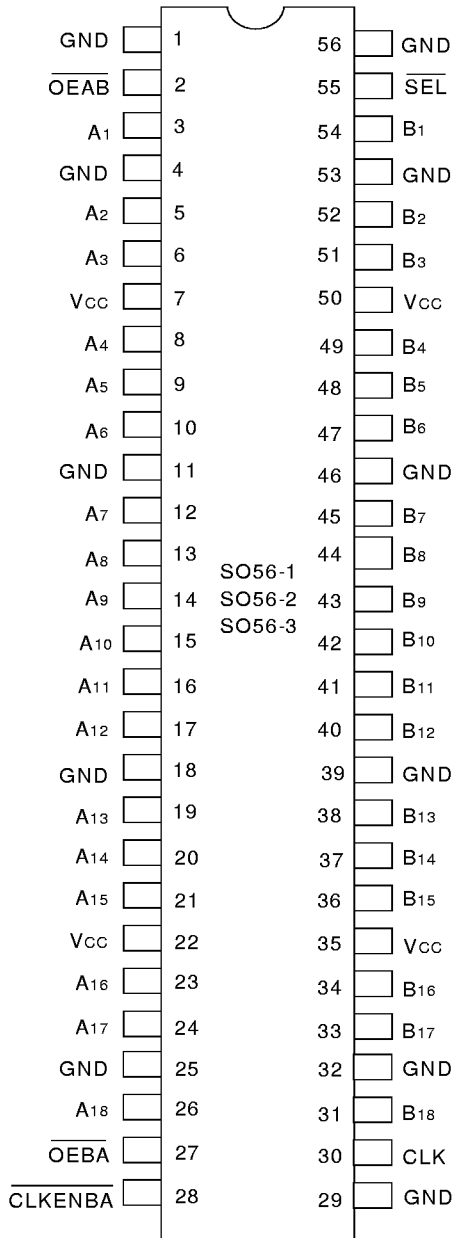 GND 1 56 GND
O̅E̅A̅B̅ 2 55 S̅E̅L̅
A1 3 54 B1
GND 4 53 GND
A2 5 52 B2
A3 6 51 B3
VCC 7 50 VCC
A4 8 49 B4
A5 9 48 B5
A6 10 47 B6
GND 11 46 GND
A7 12 45 B7
A8 13 44 B8
SO56-1
A9 14 SO56-2 43 B9
SO56-3
A10 15 42 B10
A11 16 41 B11
A12 17 40 B12
GND 18 39 GND
A13 19 38 B13
A14 20 37 B14
A15 21 36 B15
VCC 22 35 VCC
A16 23 34 B16
A17 24 33 B17
GND 25 32 GND
A18 26 31 B18
O̅E̅B̅A̅ 27 30 CLK
C̅L̅K̅E̅N̅B̅A̅ 28 29 GND